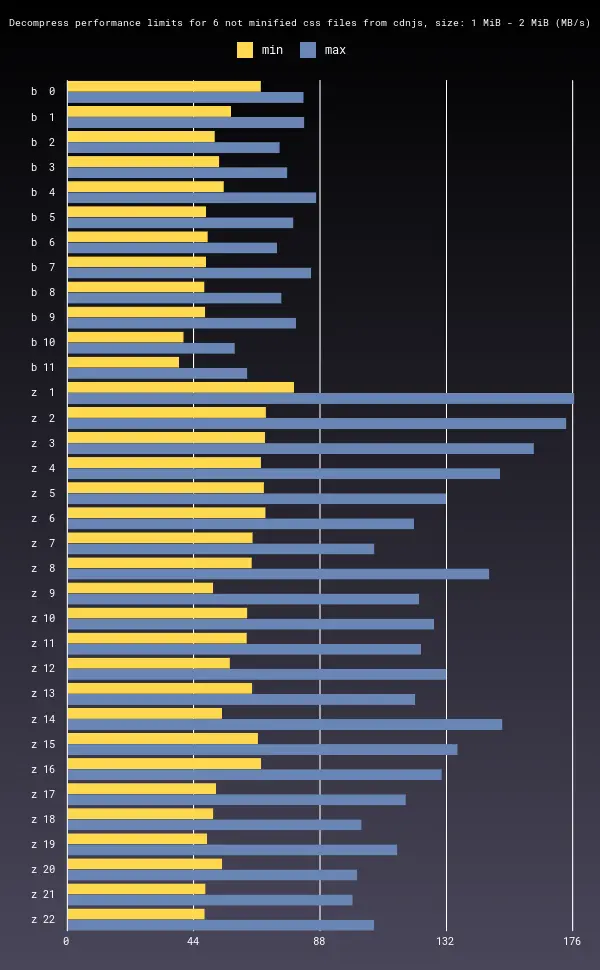 Decompress performance limits for 6 not minified css files from cdnjs, size: 1 MiB - 2 MiB (MB/s)
min max
b 0
b 1
b 2
b 3
b 4
b 5
b 6
b 7
b 8
b 9
b 10
b 11
z 1
z 2
z 3
z 4
z 5
z 6
z 7
z 8
z 9
z 10
z 11
z 12
z 13
z 14
z 15
z 16
z 17
z 18
z 19
z 20
z 21
z 22
0 44 88 132 176